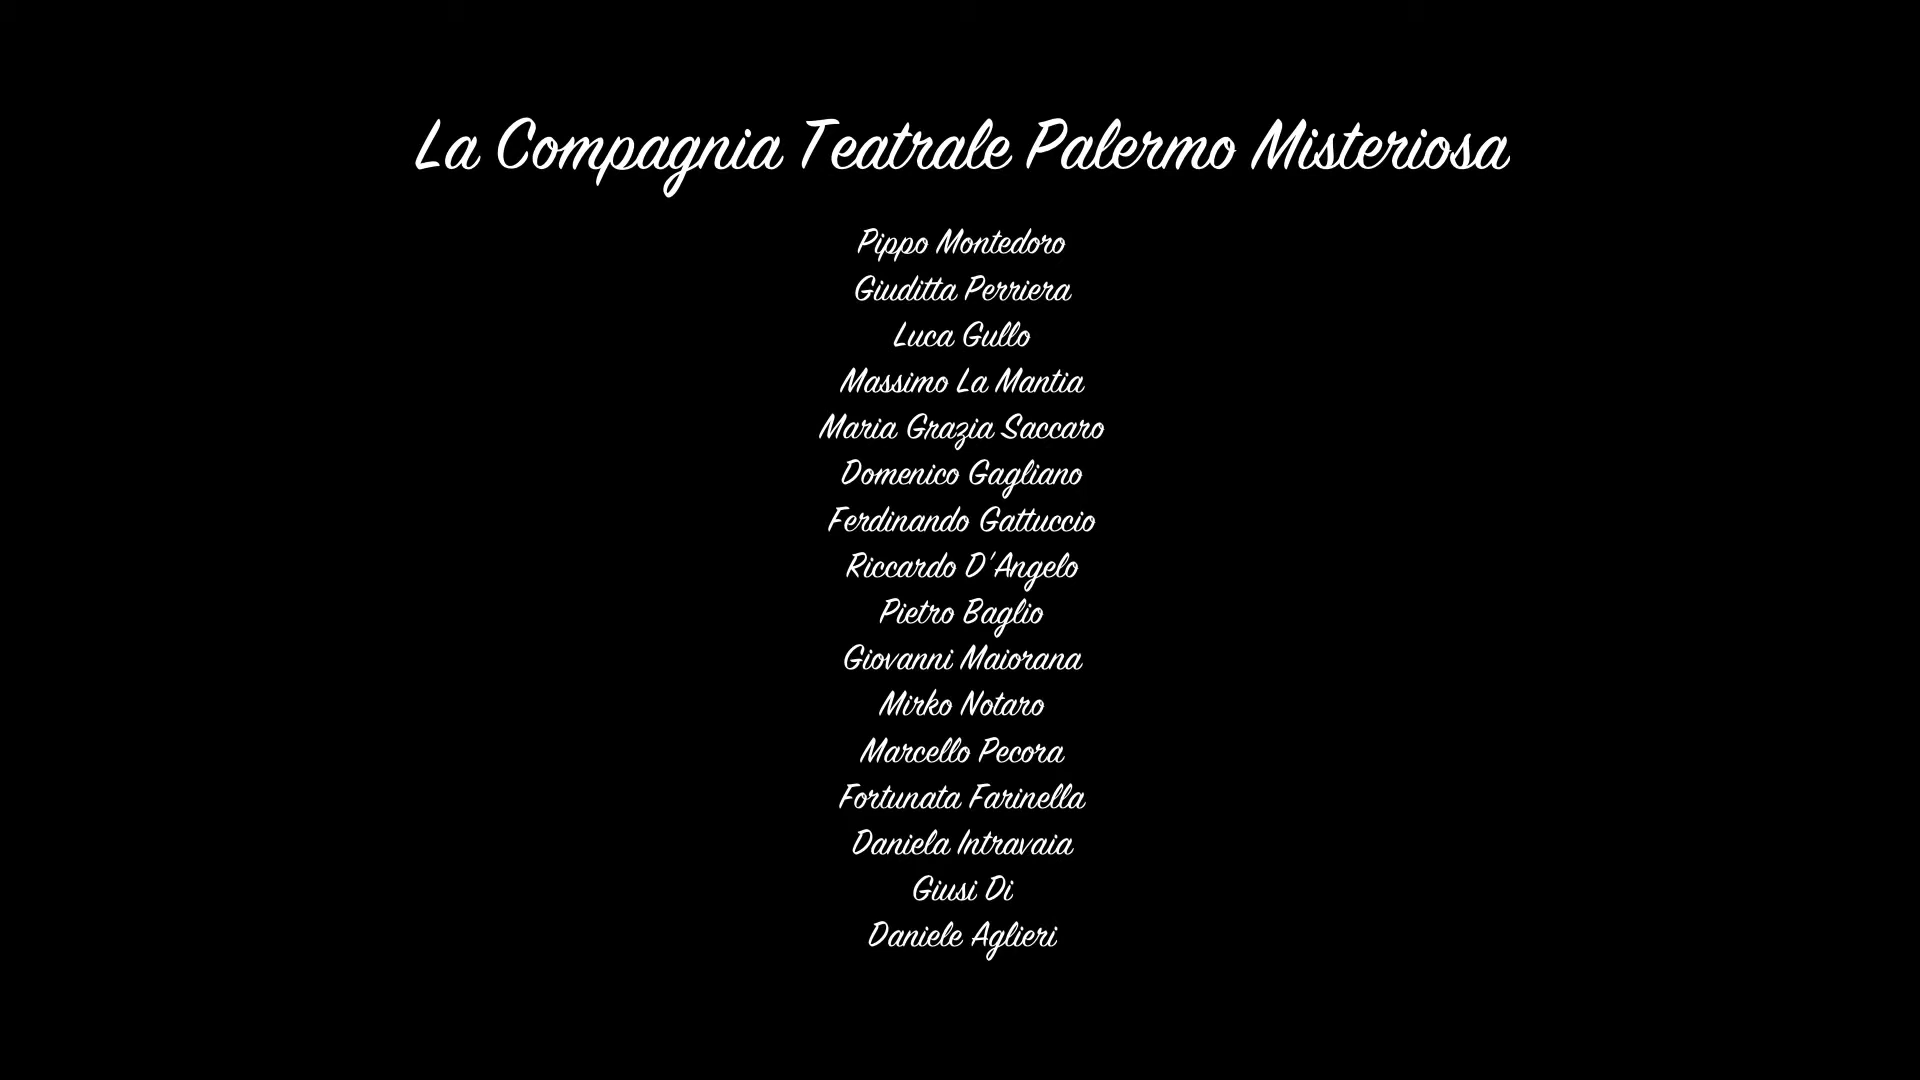 La Compagnia Teatrale Palermo Misteriosa
Pippo Montedoro
Giuditta Perriera
Luca Gullo
Massimo La Mantia
Maria Grazia Saccaro
Domenico Gagliano
Ferdinando Gattuccio
Riccardo D'Angelo
Pietro Baglio
Giovanni Maiorana
Mirko Notaro
Marcello Pecora
Fortunata Farinella
Daniela Intravaia
Giusi Di
Daniele Aglieri